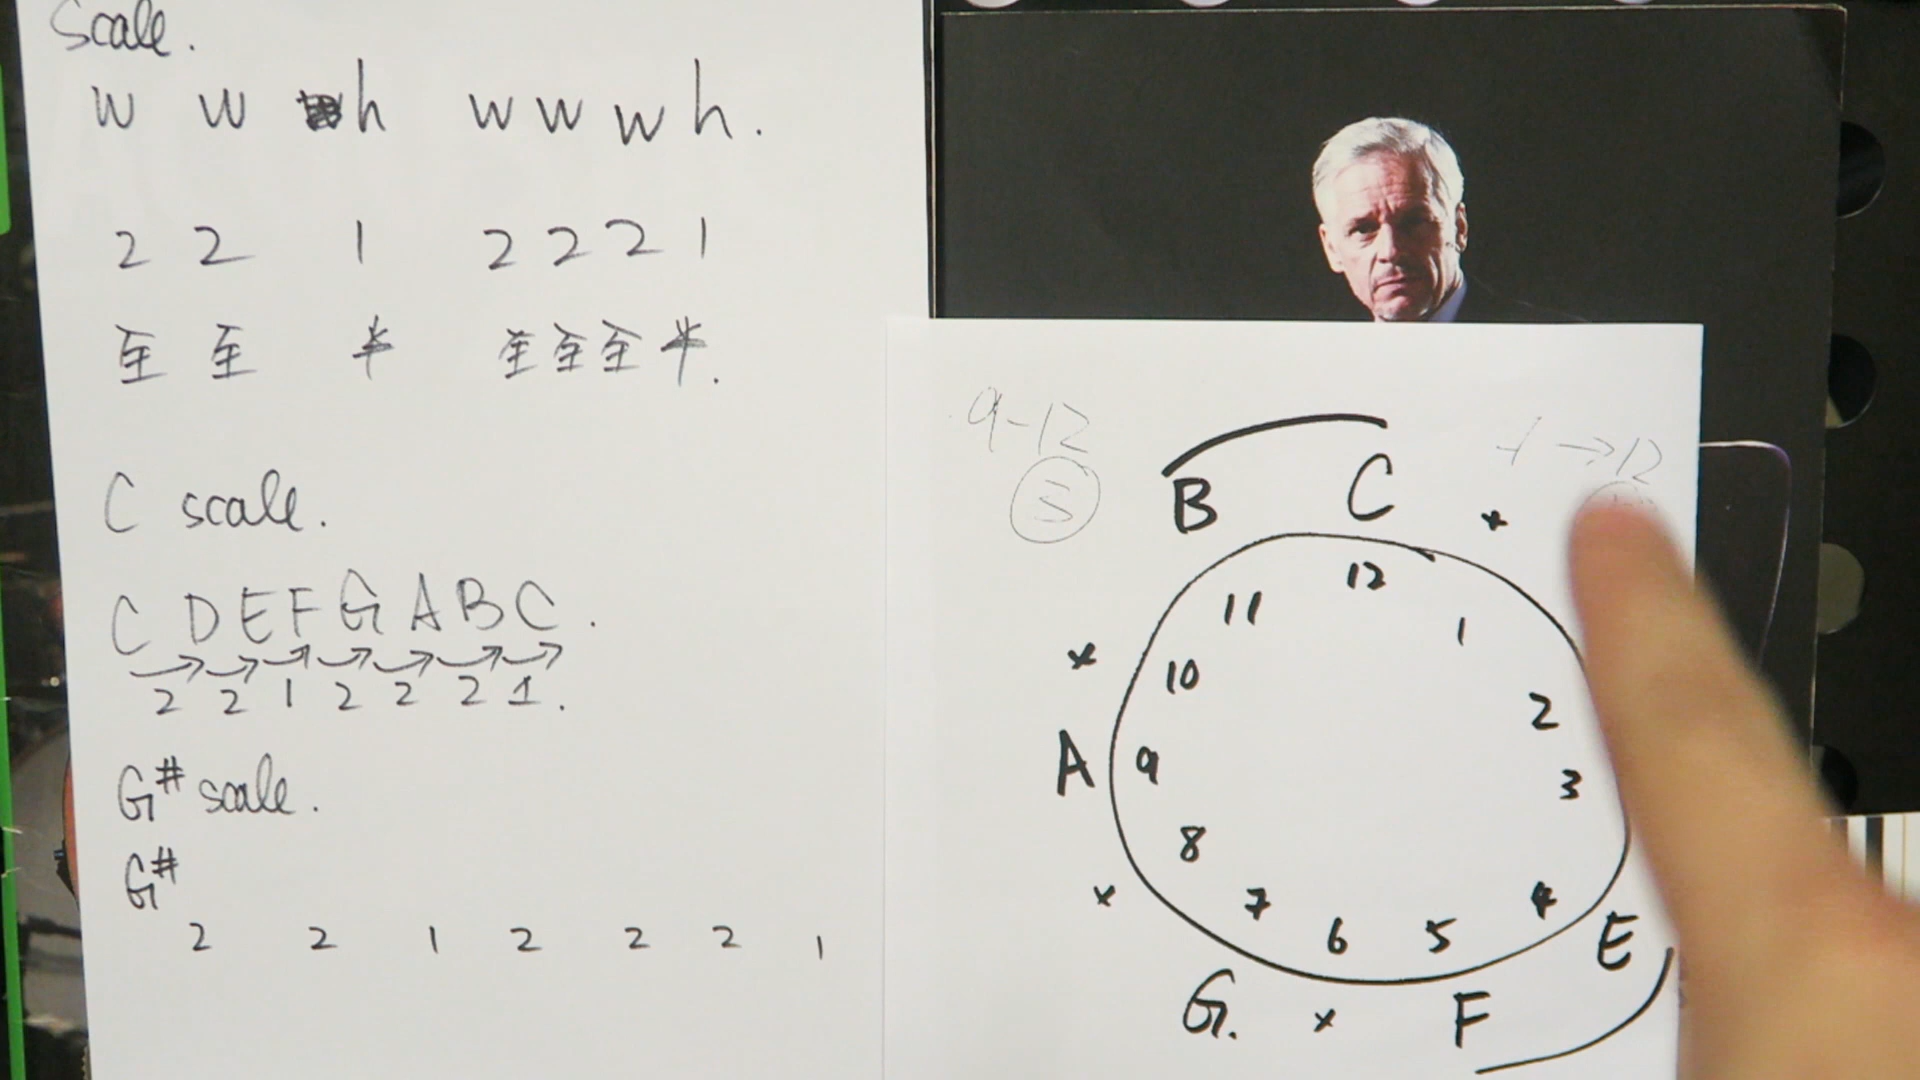 Scale.
w w h w w w h.
2 2 1 2 2 2 1
全 全 半 全 全 全 半.
C scale.
C D E F G A B C.
2 2 1 2 2 2 1.
G# scale.
G#
2 2 1 2 2 2 1
9-12
3
→12
B C *
11 12 1
* 10 2
A 9 3
* 8 4 E
7 6 5
G. * F